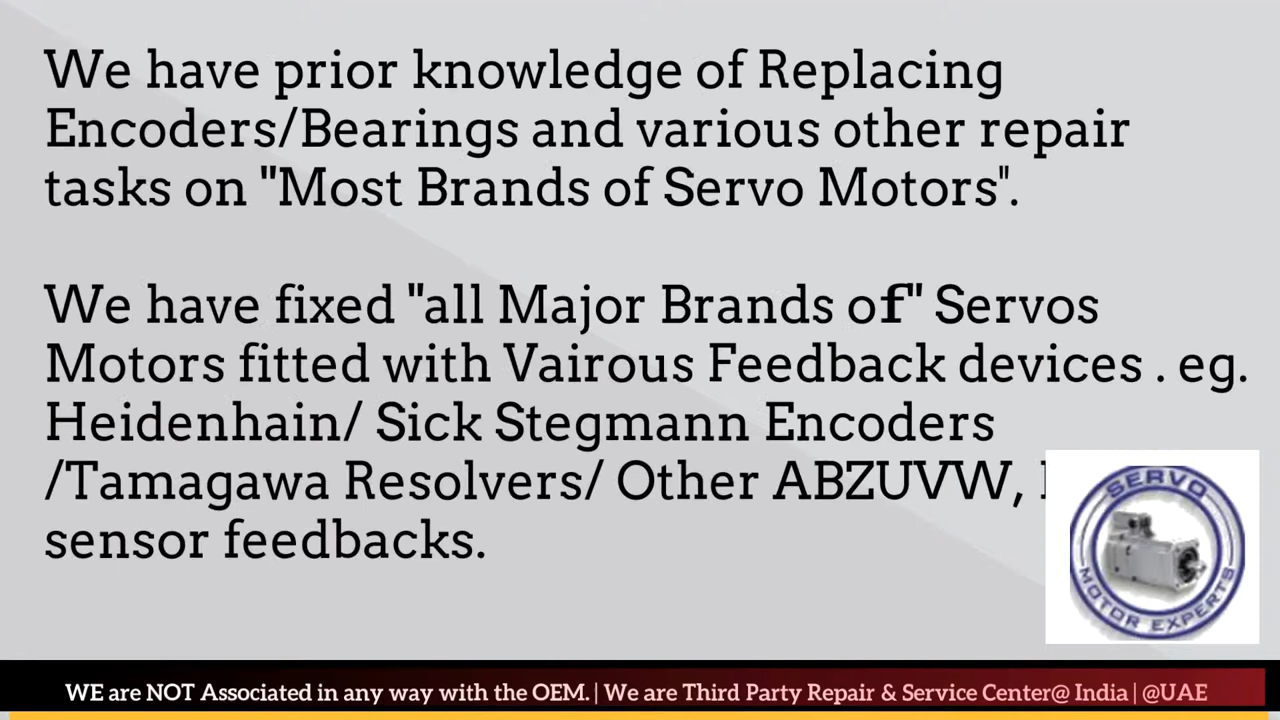 We have prior knowledge of Replacing
Encoders/Bearings and various other repair
tasks on "Most Brands of Servo Motors".
We have fixed "all Major Brands of" Servos
Motors fitted with Vairous Feedback devices . eg.
Heidenhain/ Sick Stegmann Encoders
/Tamagawa Resolvers/ Other ABZUVW,
sensor feedbacks.
SERVO
MOTOR EXPERTS
WE are NOT Associated in any way with the OEM. | We are Third Party Repair & Service Center@ India | @UAE